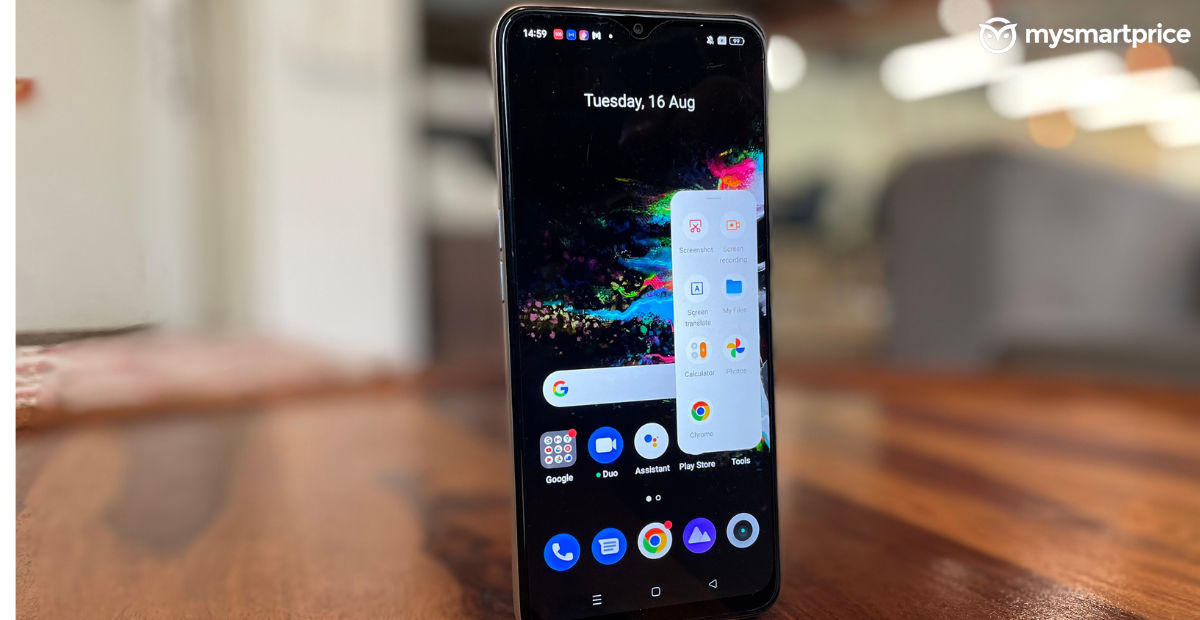 mysmartprice
14:59
99
Tuesday, 16 Aug
Screenshot
Screen
recording
Screen
translate
My Files
Calculator
Photos
Chrome
Google
Duo
Assistant
Play Store
Tools